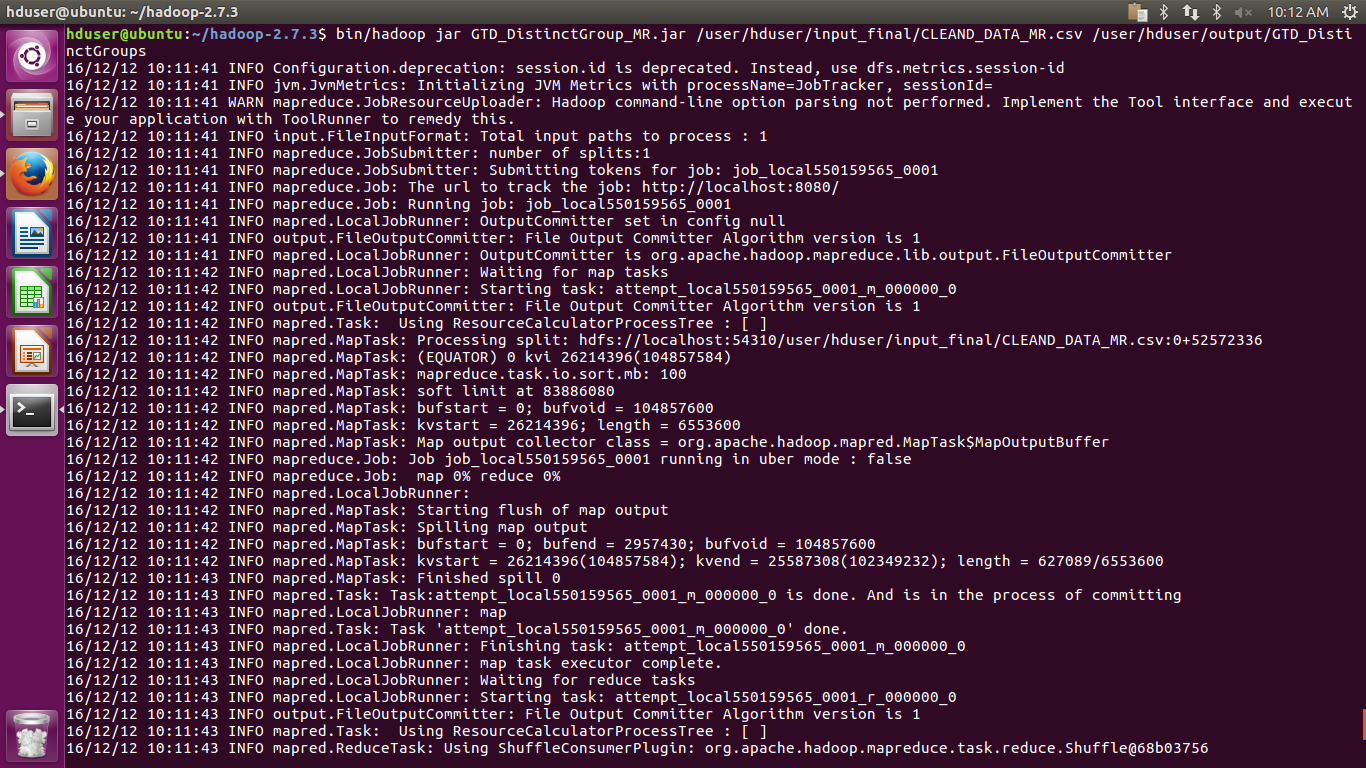 hduser@ubuntu: ~/hadoop-2.7.3
10:12 AM
hduser@ubuntu:~/hadoop-2.7.3$ bin/hadoop jar GTD_DistinctGroup_MR.jar /user/hduser/input_final/CLEAND_DATA_MR.csv /user/hduser/output/GTD_Disti
nctGroups
16/12/12 10:11:41 INFO Configuration.deprecation: session.id is deprecated. Instead, use dfs.metrics.session-id
16/12/12 10:11:41 INFO jvm.JvmMetrics: Initializing JVM Metrics with processName=JobTracker, sessionId=
16/12/12 10:11:41 WARN mapreduce.JobResourceUploader: Hadoop command-line option parsing not performed. Implement the Tool interface and execut
e your application with ToolRunner to remedy this.
16/12/12 10:11:41 INFO input.FileInputFormat: Total input paths to process : 1
16/12/12 10:11:41 INFO mapreduce.JobSubmitter: number of splits:1
16/12/12 10:11:41 INFO mapreduce.JobSubmitter: Submitting tokens for job: job_local550159565_0001
16/12/12 10:11:41 INFO mapreduce.Job: The url to track the job: http://localhost:8080/
16/12/12 10:11:41 INFO mapreduce.Job: Running job: job_local550159565_0001
16/12/12 10:11:41 INFO mapred.LocalJobRunner: OutputCommitter set in config null
16/12/12 10:11:41 INFO output.FileOutputCommitter: File Output Committer Algorithm version is 1
16/12/12 10:11:41 INFO mapred.LocalJobRunner: OutputCommitter is org.apache.hadoop.mapreduce.lib.output.FileOutputCommitter
16/12/12 10:11:42 INFO mapred.LocalJobRunner: Waiting for map tasks
16/12/12 10:11:42 INFO mapred.LocalJobRunner: Starting task: attempt_local550159565_0001_m_000000_0
16/12/12 10:11:42 INFO output.FileOutputCommitter: File Output Committer Algorithm version is 1
16/12/12 10:11:42 INFO mapred.Task:  Using ResourceCalculatorProcessTree : [ ]
16/12/12 10:11:42 INFO mapred.MapTask: Processing split: hdfs://localhost:54310/user/hduser/input_final/CLEAND_DATA_MR.csv:0+52572336
16/12/12 10:11:42 INFO mapred.MapTask: (EQUATOR) 0 kvi 26214396(104857584)
16/12/12 10:11:42 INFO mapred.MapTask: mapreduce.task.io.sort.mb: 100
16/12/12 10:11:42 INFO mapred.MapTask: soft limit at 83886080
16/12/12 10:11:42 INFO mapred.MapTask: bufstart = 0; bufvoid = 104857600
16/12/12 10:11:42 INFO mapred.MapTask: kvstart = 26214396; length = 6553600
16/12/12 10:11:42 INFO mapred.MapTask: Map output collector class = org.apache.hadoop.mapred.MapTask$MapOutputBuffer
16/12/12 10:11:42 INFO mapreduce.Job: Job job_local550159565_0001 running in uber mode : false
16/12/12 10:11:42 INFO mapreduce.Job:  map 0% reduce 0%
16/12/12 10:11:42 INFO mapred.LocalJobRunner:
16/12/12 10:11:42 INFO mapred.MapTask: Starting flush of map output
16/12/12 10:11:42 INFO mapred.MapTask: Spilling map output
16/12/12 10:11:42 INFO mapred.MapTask: bufstart = 0; bufend = 2957430; bufvoid = 104857600
16/12/12 10:11:42 INFO mapred.MapTask: kvstart = 26214396(104857584); kvend = 25587308(102349232); length = 627089/6553600
16/12/12 10:11:43 INFO mapred.MapTask: Finished spill 0
16/12/12 10:11:43 INFO mapred.Task: Task:attempt_local550159565_0001_m_000000_0 is done. And is in the process of committing
16/12/12 10:11:43 INFO mapred.LocalJobRunner: map
16/12/12 10:11:43 INFO mapred.Task: Task 'attempt_local550159565_0001_m_000000_0' done.
16/12/12 10:11:43 INFO mapred.LocalJobRunner: Finishing task: attempt_local550159565_0001_m_000000_0
16/12/12 10:11:43 INFO mapred.LocalJobRunner: map task executor complete.
16/12/12 10:11:43 INFO mapred.LocalJobRunner: Waiting for reduce tasks
16/12/12 10:11:43 INFO mapred.LocalJobRunner: Starting task: attempt_local550159565_0001_r_000000_0
16/12/12 10:11:43 INFO output.FileOutputCommitter: File Output Committer Algorithm version is 1
16/12/12 10:11:43 INFO mapred.Task:  Using ResourceCalculatorProcessTree : [ ]
16/12/12 10:11:43 INFO mapred.ReduceTask: Using ShuffleConsumerPlugin: org.apache.hadoop.mapreduce.task.reduce.Shuffle@68b03756